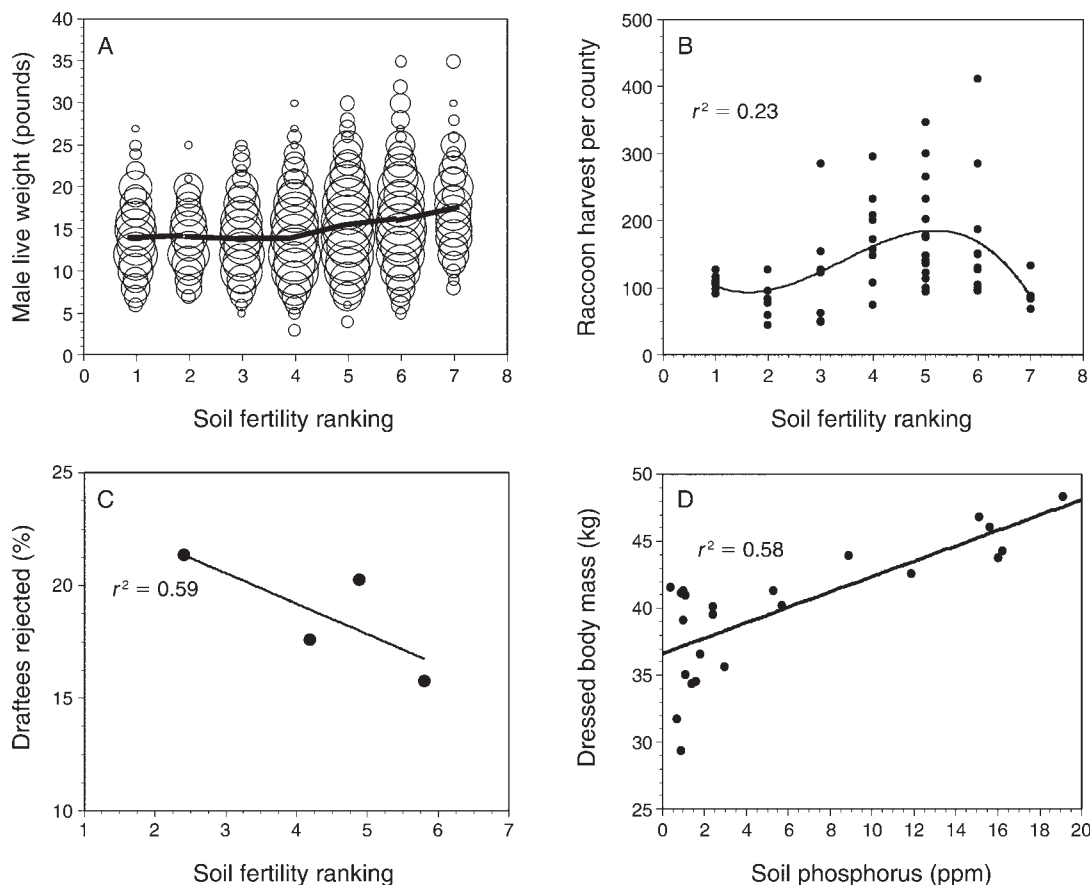 A
Male live weight (pounds)
40
35
30
25
20
15
10
5
0
0 1 2 3 4 5 6 7 8
Soil fertility ranking
B
r² = 0.23
Raccoon harvest per county
500
400
300
200
100
0
0 1 2 3 4 5 6 7 8
Soil fertility ranking
C
r² = 0.59
Draftees rejected (%)
25
20
15
10
1 2 3 4 5 6 7
Soil fertility ranking
D
r² = 0.58
Dressed body mass (kg)
50
45
40
35
30
25
0 2 4 6 8 10 12 14 16 18 20
Soil phosphorus (ppm)